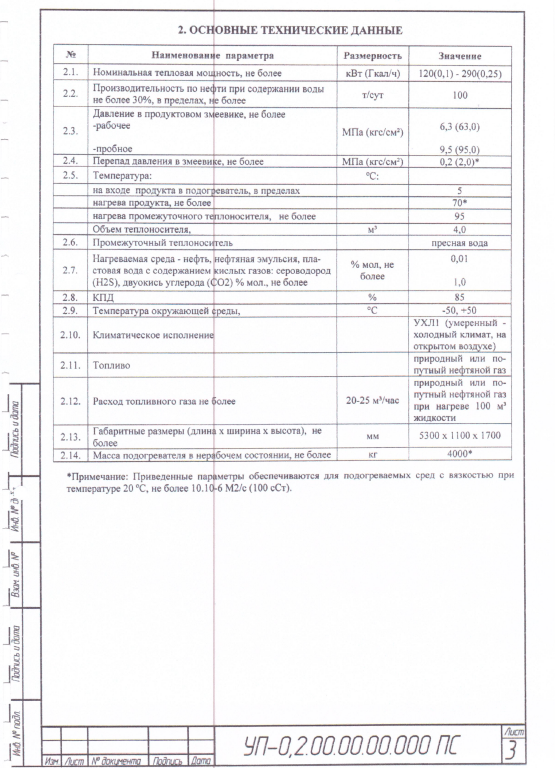 2. ОСНОВНЫЕ ТЕХНИЧЕСКИЕ ДАННЫЕ
№ Наименование параметра Размерность Значение
2.1. Номинальная тепловая мощность, не более кВт (Гкал/ч) 120(0,1) - 290(0,25)
2.2. Производительность по нефти при содержании воды
не более 30%, в пределах, не более т/сут 100
2.3. Давление в продуктовом змеевике, не более
-рабочее МПа (кгс/см²) 6,3 (63,0)
-пробное 9,5 (95,0)
2.4. Перепад давления в змеевике, не более МПа (кгс/см²) 0,2 (2,0)*
2.5. Температура: °С:
на входе продукта в подогреватель, в пределах 5
нагрева продукта, не более 70*
нагрева промежуточного теплоносителя, не более 95
Объем теплоносителя, м³ 4,0
2.6. Промежуточный теплоноситель пресная вода
2.7. Нагреваемая среда - нефть, нефтяная эмульсия, пла-
стовая вода с содержанием кислых газов: сероводород
(H2S), двуокись углерода (СО2) % мол., не более
% мол, не
более
0,01
1,0
2.8. КПД % 85
2.9. Температура окружающей среды, °С -50, +50
2.10. Климатическое исполнение
УХЛ1 (умеренный -
холодный климат, на
открытом воздухе)
2.11. Топливо
природный или по-
путный нефтяной газ
2.12. Расход топливного газа не более 20-25 м³/час
природный или по-
путный нефтяной газ
при нагреве 100 м³
жидкости
2.13. Габаритные размеры (длина х ширина х высота), не
более мм 5300 х 1100 х 1700
2.14. Масса подогревателя в нерабочем состоянии, не более кг 4000*
*Примечание: Приведенные параметры обеспечиваются для подогреваемых сред с вязкостью при
температуре 20 °С, не более 10.10-6 М2/с (100 сСт).
Подпись и дата
Инв. №
Взам инв №
Подпись и дата
Инв № подл
Изм Лист № документа Подпись Дата
УП-0,2.00.00.00.000 ПС
Лист
3